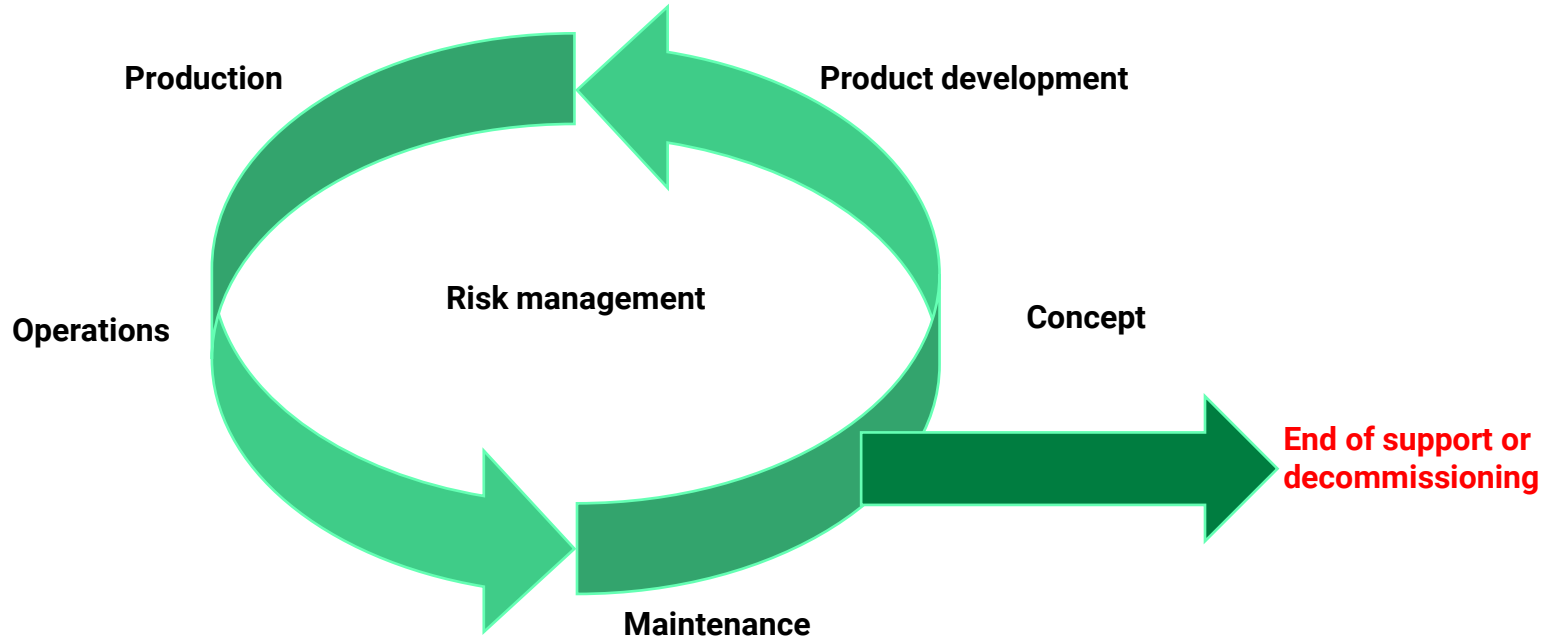 Production
Product development
Risk management
Concept
Operations
End of support or
decommissioning
Maintenance